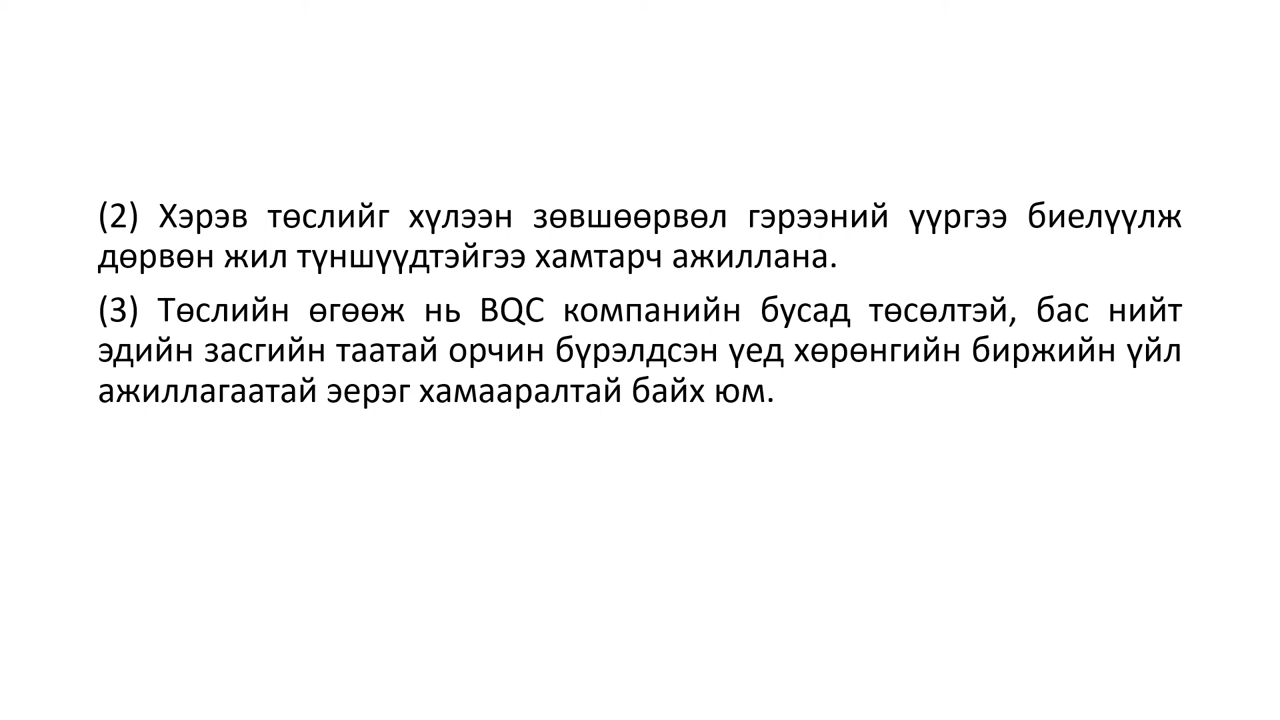 (2) Хэрэв төслийг хүлээн зөвшөөрвөл гэрээний үүргээ биелүүлж
дөрвөн жил түншүүдтэйгээ хамтарч ажиллана.
(3) Төслийн өгөөж нь BQC компанийн бусад төсөлтэй, бас нийт
эдийн засгийн таатай орчин бүрэлдсэн үед хөрөнгийн биржийн үйл
ажиллагаатай эерэг хамааралтай байх юм.